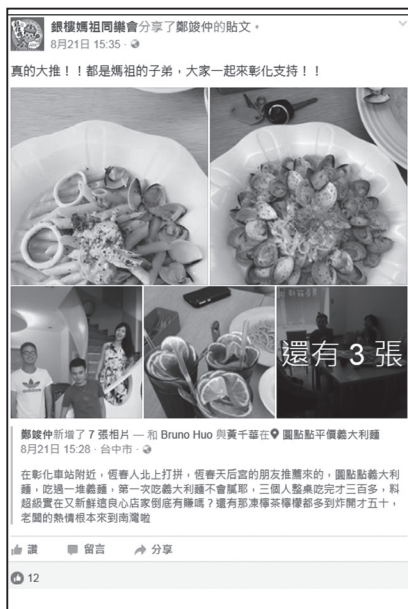 銀樓媽祖同樂會分享了鄭竣仲的貼文。
8月21日 15:35
真的大推！！都是媽祖的子弟，大家一起來彰化支持！！
還有 3 張
鄭竣仲新增了 7 張相片 — 和 Bruno Huo 與黃千華在 圓點點平價義大利麵
8月21日 15:28 · 台中市 ·
在彰化車站附近，恆春人北上打拼，恆春天后宮的朋友推薦來的，圓點點義大利
麵，吃過一堆義麵，第一次吃義大利麵不會膩耶，三個人整桌吃完才三百多，料
超級實在又新鮮這良心店家倒底有賺嗎？還有那凍檸茶檸檬都多到炸開才五十，
老闆的熱情根本來到南灣啦
讚 留言 分享
12